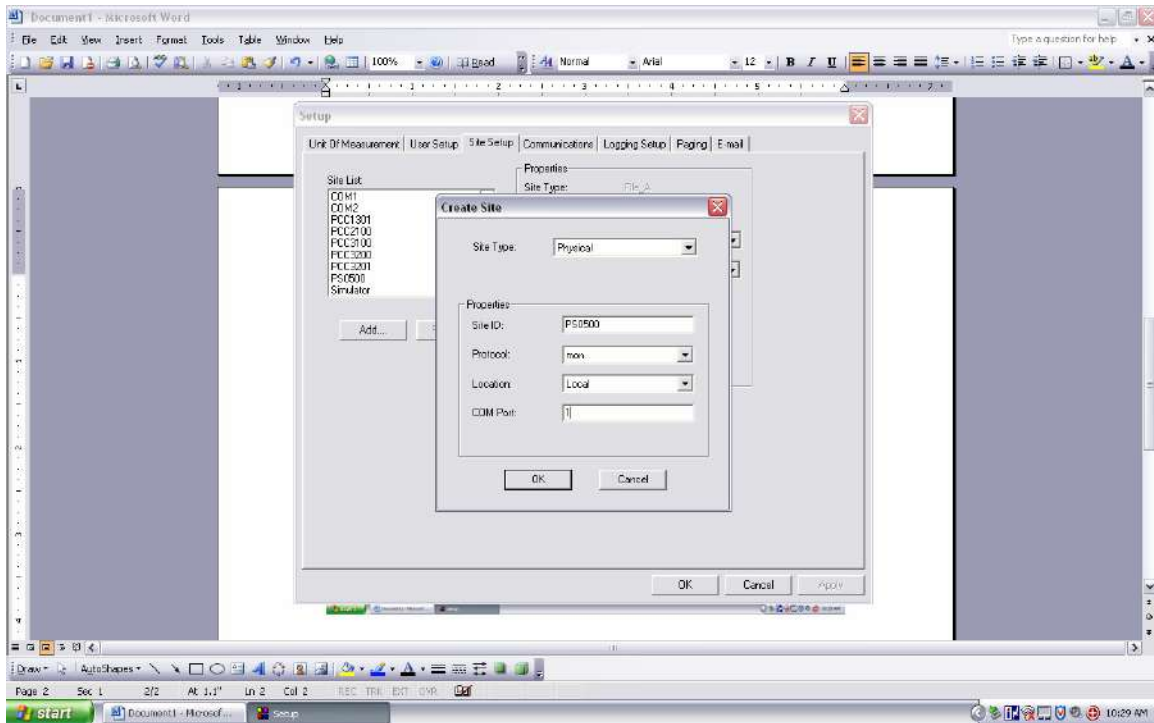 Document1 - Microsoft Word
File Edit View Insert Format Tools Table Window Help Type a question for help
100% Read Normal Arial 12 B I U
Setup
Unit Of Measurement User Setup Site Setup Communications Logging Setup Paging E-mail
Site List
COM1
COM2
PCC1301
PCC2100
PCC3100
PCC3200
PCC3201
PS0500
Simulator
Add...
Properties
Site Type: File_A
Create Site
Site Type: Physical
Properties
Site ID: PS0500
Protocol: mon
Location: Local
COM Port: 1
OK Cancel
OK Cancel Apply
Draw AutoShapes
Page 2 Sec 1 2/2 At 1.1" Ln 2 Col 2 REC TRK EXT OVR
start Document1 - Microsof... Setup 10:29 AM